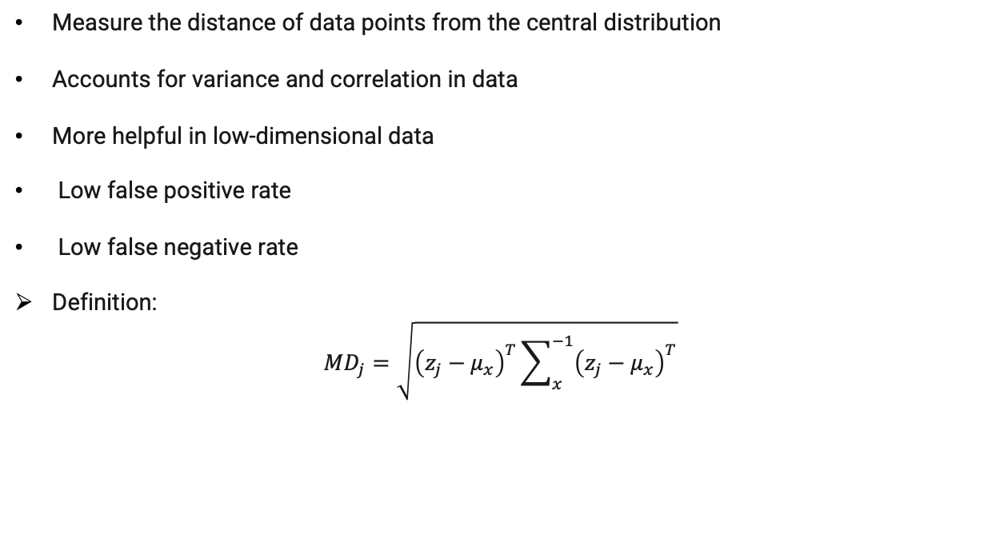 • Measure the distance of data points from the central distribution
• Accounts for variance and correlation in data
• More helpful in low-dimensional data
• Low false positive rate
• Low false negative rate
➢ Definition:
$MD_j = \sqrt{(z_j - \mu_x)^T \sum_x^{-1} (z_j - \mu_x)^T}$